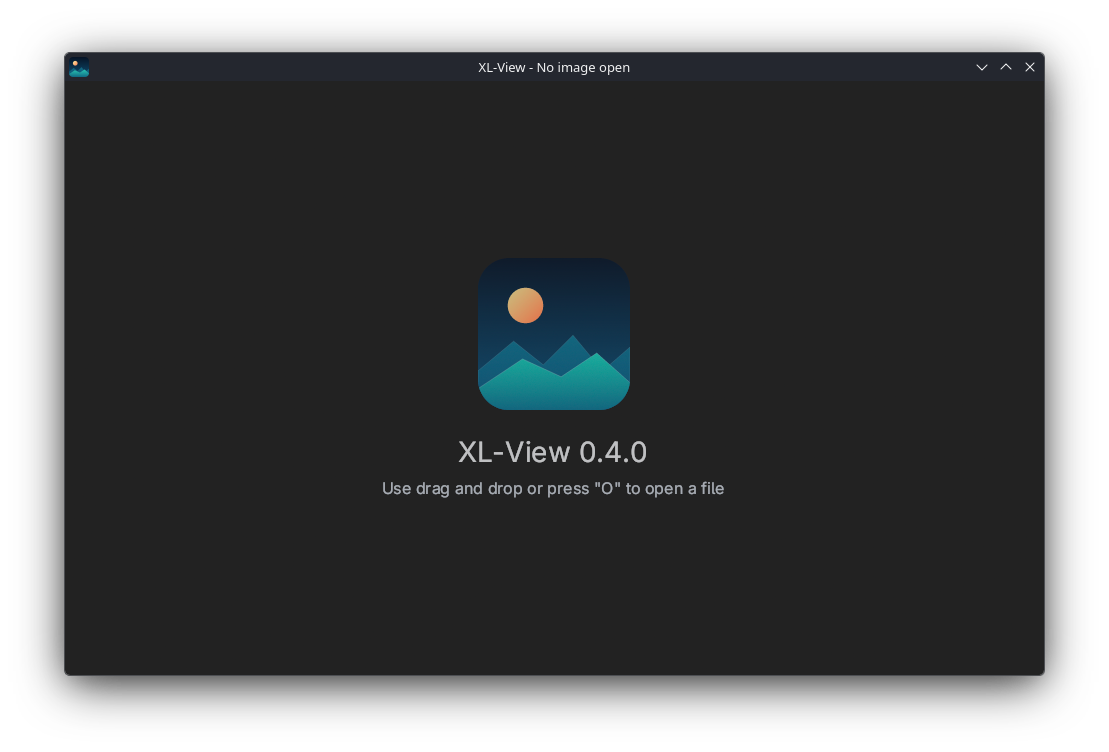 XL-View - No image open
XL-View 0.4.0
Use drag and drop or press "O" to open a file